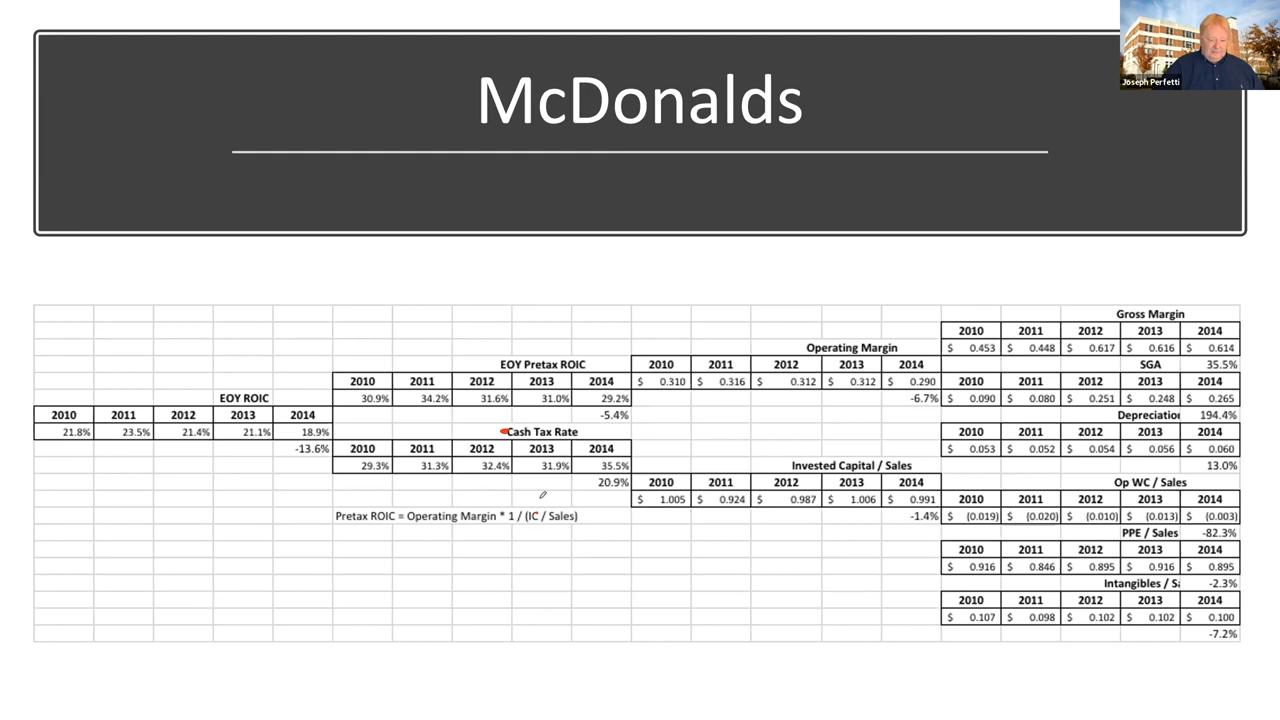 Joseph Perfetti
McDonalds
Gross Margin
2010 2011 2012 2013 2014
Operating Margin $ 0.453 $ 0.448 $ 0.617 $ 0.616 $ 0.614
EOY Pretax ROIC 2010 2011 2012 2013 2014 SGA 35.5%
2010 2011 2012 2013 2014 $ 0.310 $ 0.316 $ 0.312 $ 0.312 $ 0.290 2010 2011 2012 2013 2014
EOY ROIC 30.9% 34.2% 31.6% 31.0% 29.2% -6.7% $ 0.090 $ 0.080 $ 0.251 $ 0.248 $ 0.265
2010 2011 2012 2013 2014 -5.4% Depreciatio 194.4%
21.8% 23.5% 21.4% 21.1% 18.9% Cash Tax Rate 2010 2011 2012 2013 2014
-13.6% 2010 2011 2012 2013 2014 $ 0.053 $ 0.052 $ 0.054 $ 0.056 $ 0.060
29.3% 31.3% 32.4% 31.9% 35.5% Invested Capital / Sales 13.0%
20.9% 2010 2011 2012 2013 2014 Op WC / Sales
$ 1.005 $ 0.924 $ 0.987 $ 1.006 $ 0.991 2010 2011 2012 2013 2014
Pretax ROIC = Operating Margin * 1 / (IC / Sales) -1.4% $ (0.019) $ (0.020) $ (0.010) $ (0.013) $ (0.003)
PPE / Sales -82.3%
2010 2011 2012 2013 2014
$ 0.916 $ 0.846 $ 0.895 $ 0.916 $ 0.895
Intangibles / Sa -2.3%
2010 2011 2012 2013 2014
$ 0.107 $ 0.098 $ 0.102 $ 0.102 $ 0.100
-7.2%